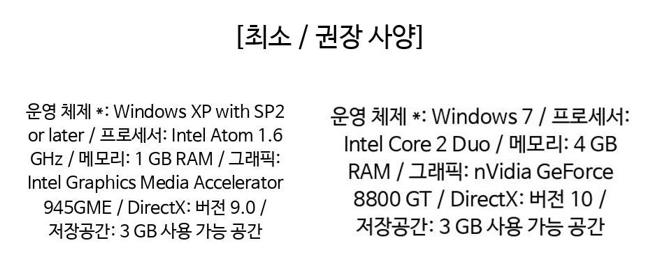 [최소 / 권장 사양]
운영 체제 *: Windows XP with SP2
or later / 프로세서: Intel Atom 1.6
GHz / 메모리: 1 GB RAM / 그래픽:
Intel Graphics Media Accelerator
945GME / DirectX: 버전 9.0 /
저장공간: 3 GB 사용 가능 공간
운영 체제 *: Windows 7 / 프로세서:
Intel Core 2 Duo / 메모리: 4 GB
RAM / 그래픽: nVidia GeForce
8800 GT / DirectX: 버전 10 /
저장공간: 3 GB 사용 가능 공간